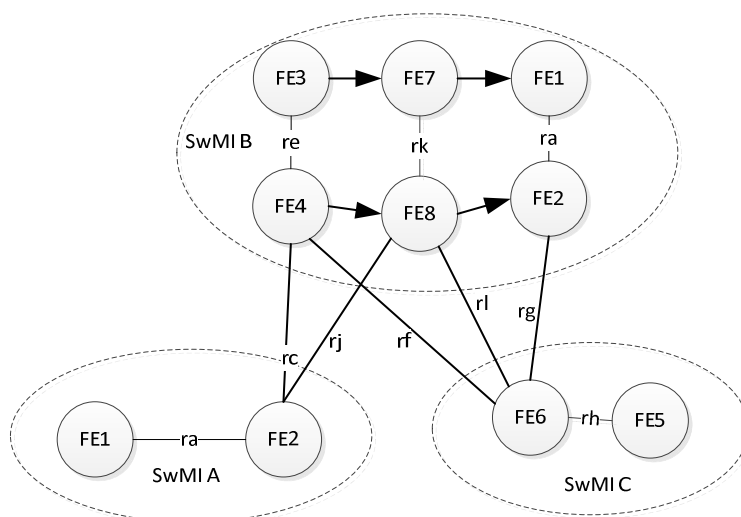 FE3 FE7 FE1
SwMI B re rk ra
FE4 FE8 FE2
rl rg
rc rj rf
FE1 ra FE2 FE6 rh FE5
SwMI A SwMI C